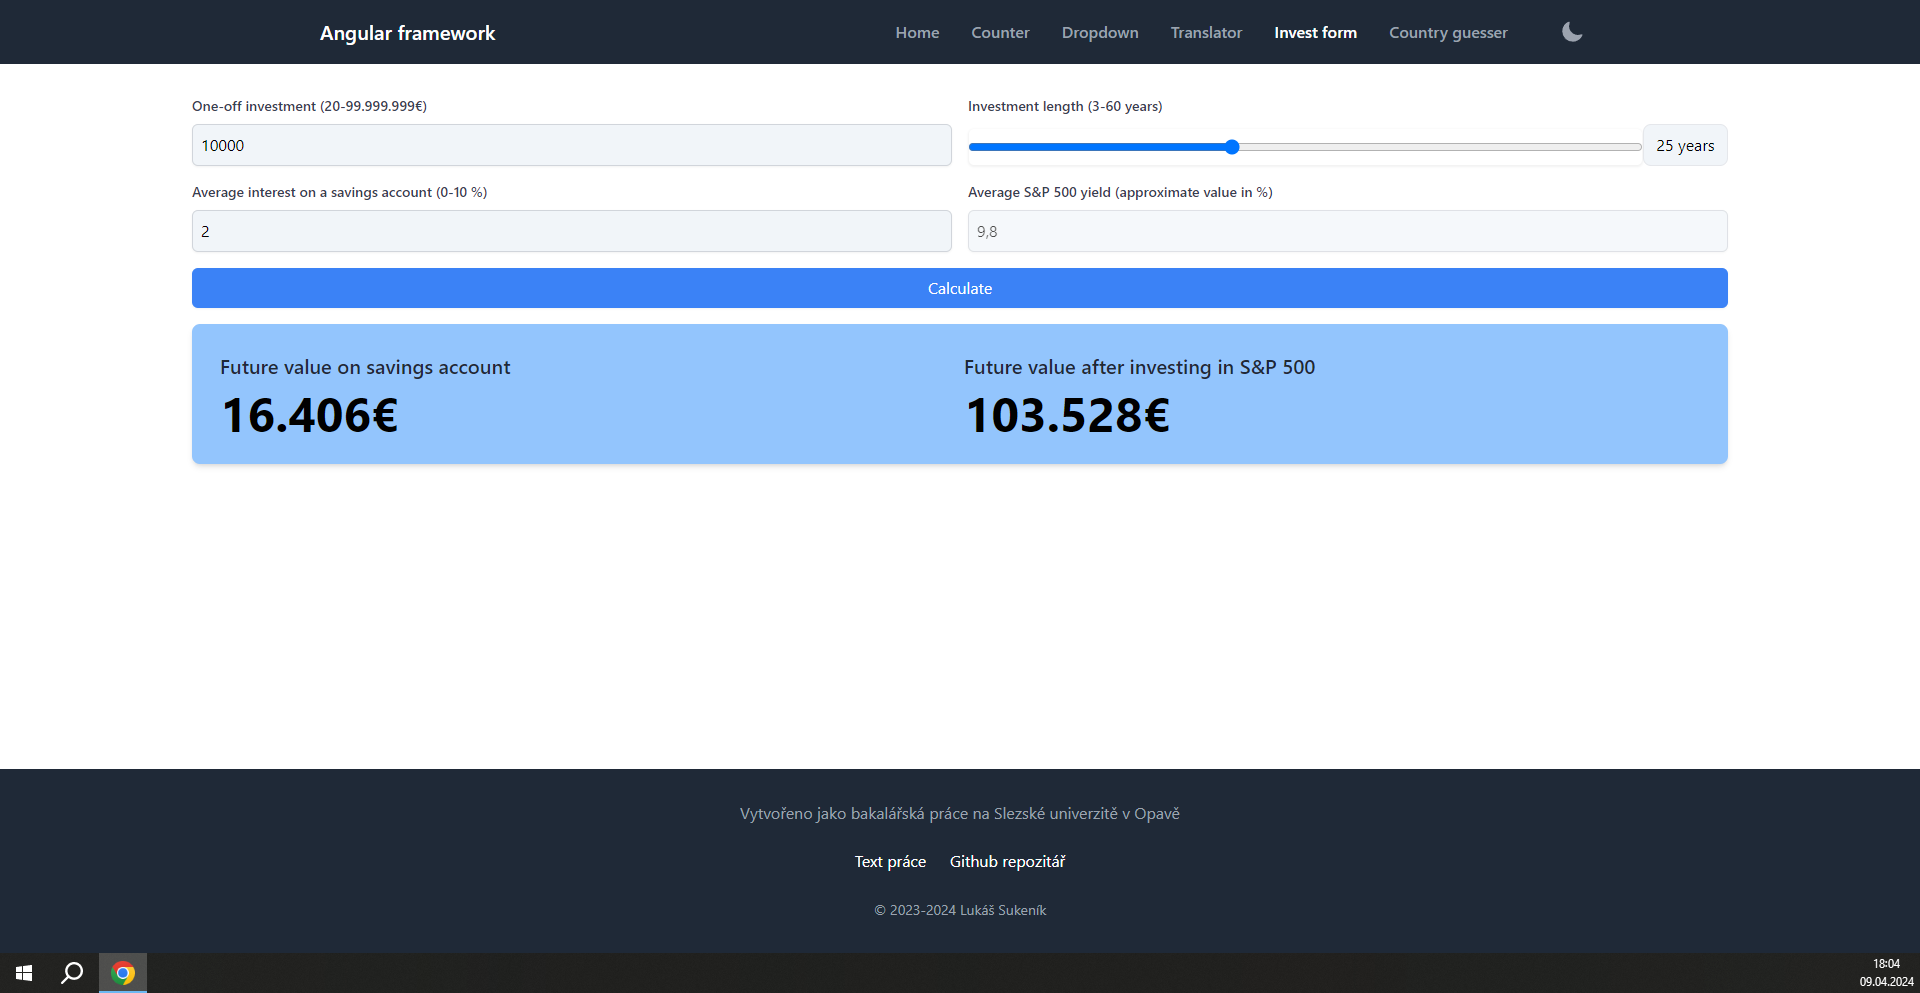 Angular framework
Home Counter Dropdown Translator Invest form Country guesser
One-off investment (20-99.999.999€)
10000
Investment length (3-60 years)
25 years
Average interest on a savings account (0-10 %)
2
Average S&P 500 yield (approximate value in %)
9,8
Calculate
Future value on savings account
16.406€
Future value after investing in S&P 500
103.528€
Vytvořeno jako bakalářská práce na Slezské univerzitě v Opavě
Text práce Github repozitář
© 2023-2024 Lukáš Sukeník
18:04
09.04.2024